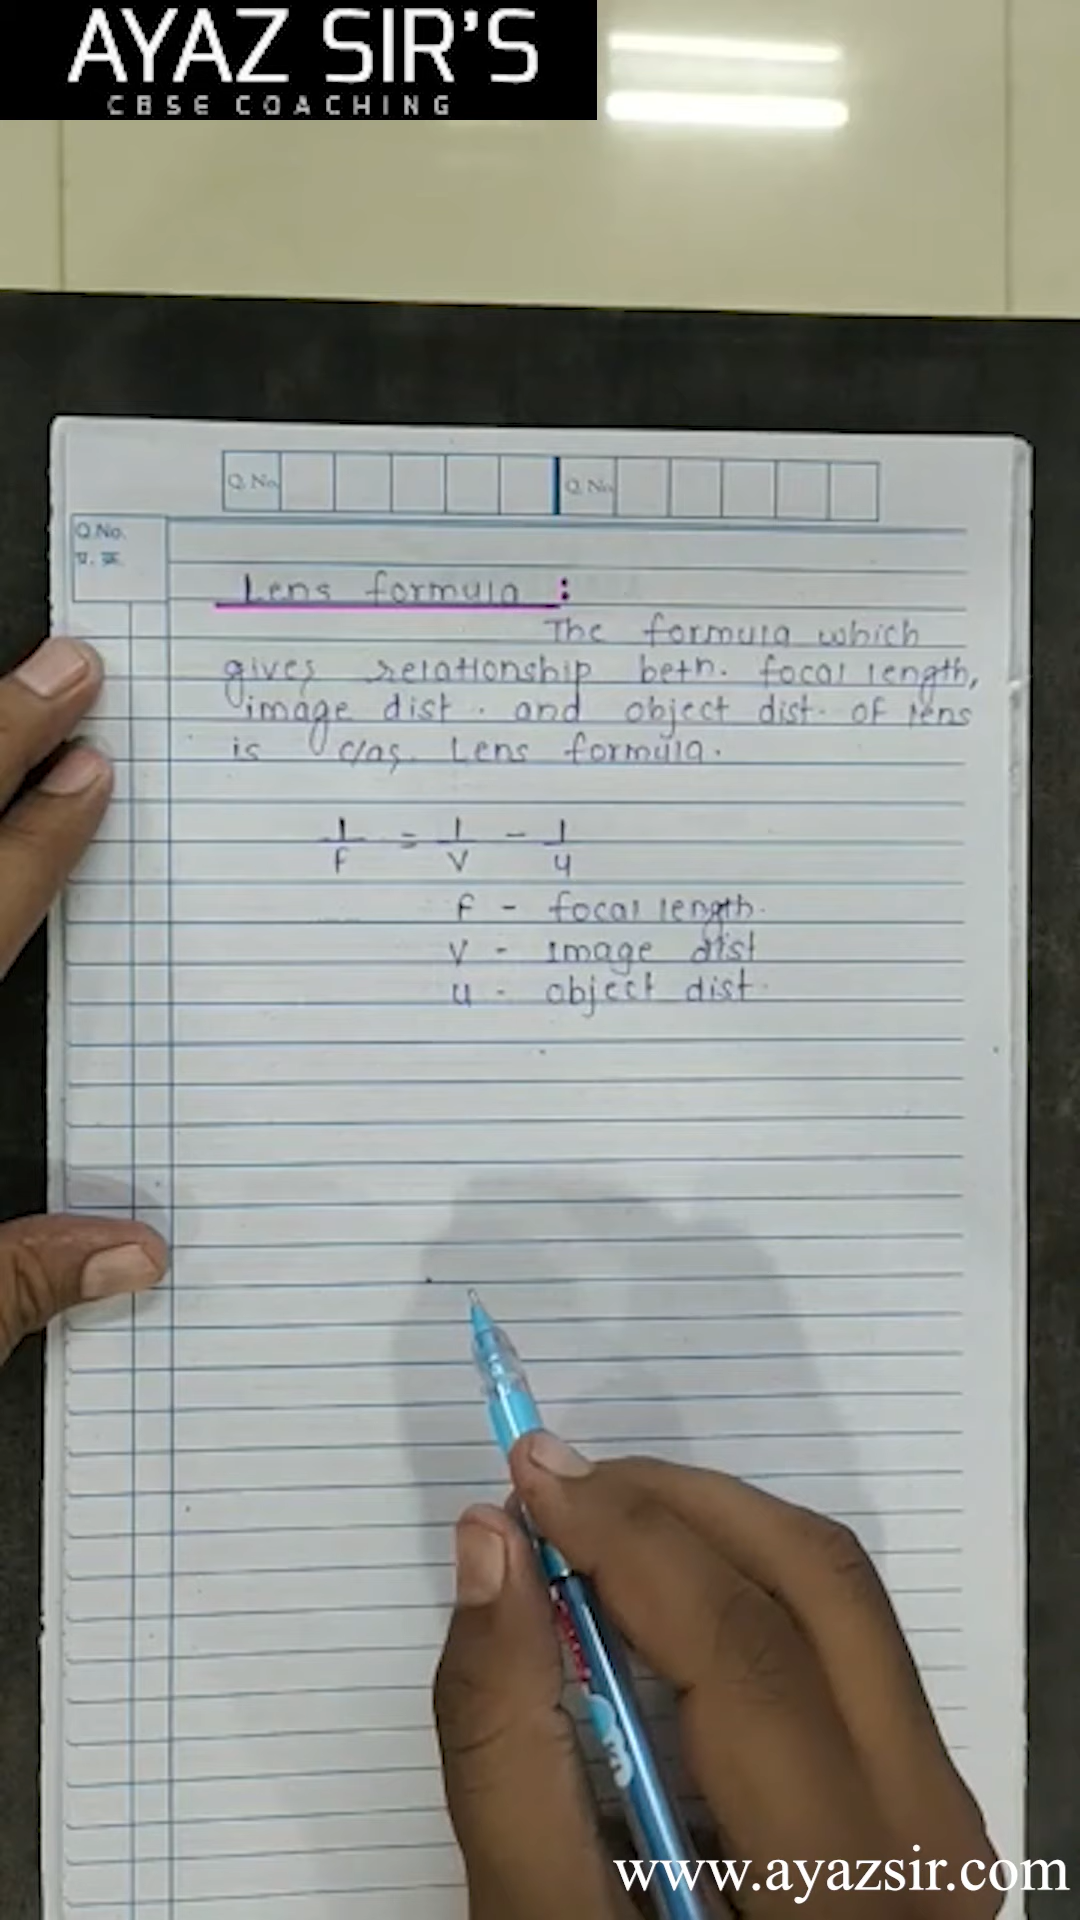 AYAZ SIR'S
CBSE COACHING
Q. No. Q. No.
Q.No.
प्र. क्र.
Lens formula :
The formula which
gives relationship betn. focal length,
image dist. and object dist. of lens
is c/as Lens formula.
1/f = 1/v - 1/u
f - focal length.
v - image dist
u - object dist.
www.ayazsir.com